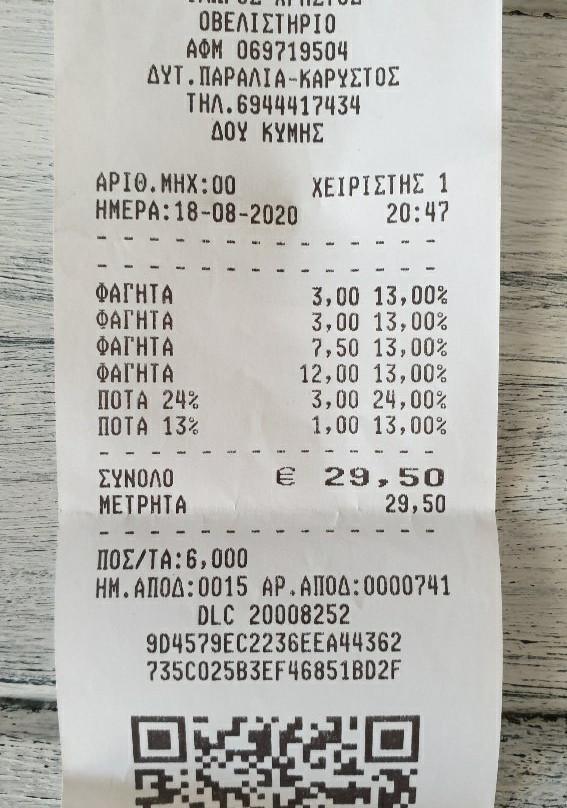 ΟΒΕΛΙΣΤΗΡΙΟ
ΑΦΜ 069719504
ΔΥΤ.ΠΑΡΑΛΙΑ-ΚΑΡΥΣΤΟΣ
ΤΗΛ.6944417434
ΔΟΥ ΚΥΜΗΣ
ΑΡΙΘ.ΜΗΧ:00 ΧΕΙΡΙΣΤΗΣ 1
ΗΜΕΡΑ:18-08-2020 20:47
ΦΑΓΗΤΑ 3,00 13,00%
ΦΑΓΗΤΑ 3,00 13,00%
ΦΑΓΗΤΑ 7,50 13,00%
ΦΑΓΗΤΑ 12,00 13,00%
ΠΟΤΑ 24% 3,00 24,00%
ΠΟΤΑ 13% 1,00 13,00%
ΣΥΝΟΛΟ € 29,50
ΜΕΤΡΗΤΑ 29,50
ΠΟΣ/ΤΑ:6,000
ΗΜ.ΑΠΟΔ:0015 ΑΡ.ΑΠΟΔ:0000741
DLC 20008252
9D4579EC2236EEA44362
735C025B3EF46851BD2F